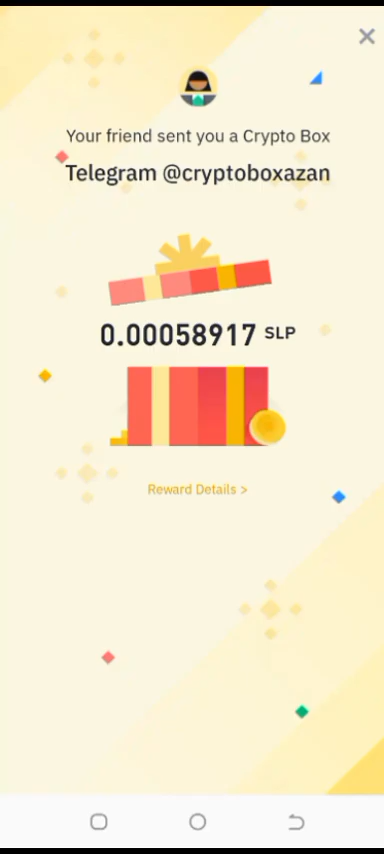 Your friend sent you a Crypto Box
Telegram @cryptoboxazan
0.00058917 SLP
Reward Details >